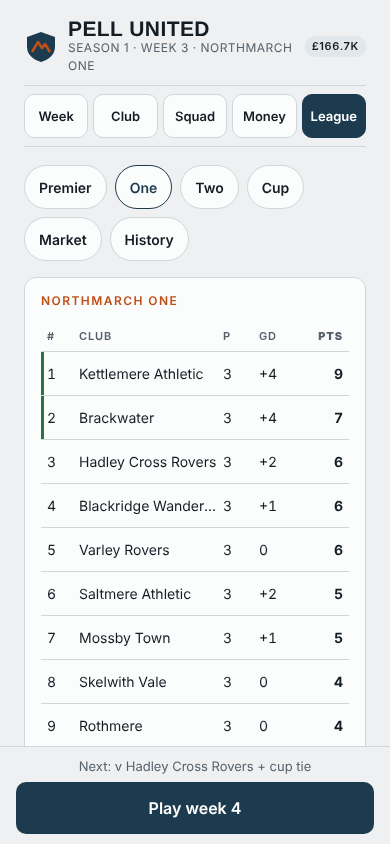 PELL UNITED
SEASON 1 · WEEK 3 · NORTHMARCH
ONE
£166.7K
Week Club Squad Money League
Premier One Two Cup
Market History
NORTHMARCH ONE
# CLUB P GD PTS
1 Kettlemere Athletic 3 +4 9
2 Brackwater 3 +4 7
3 Hadley Cross Rovers 3 +2 6
4 Blackridge Wander... 3 +1 6
5 Varley Rovers 3 0 6
6 Saltmere Athletic 3 +2 5
7 Mossby Town 3 +1 5
8 Skelwith Vale 3 0 4
9 Rothmere 3 0 4
Next: v Hadley Cross Rovers + cup tie
Play week 4